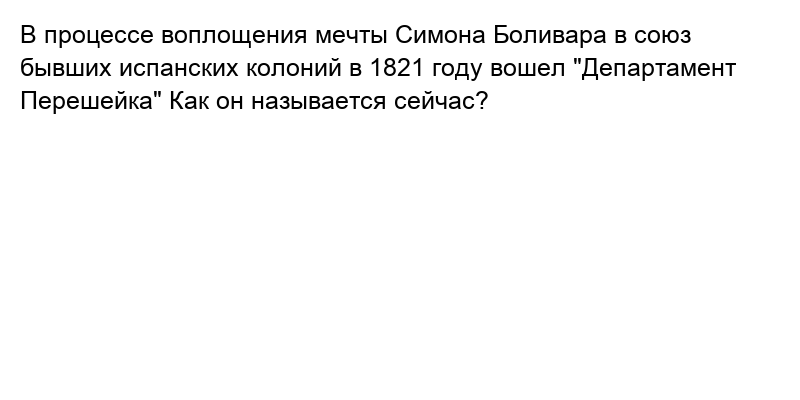 В процессе воплощения мечты Симона Боливара в союз
бывших испанских колоний в 1821 году вошел "Департамент
Перешейка" Как он называется сейчас?